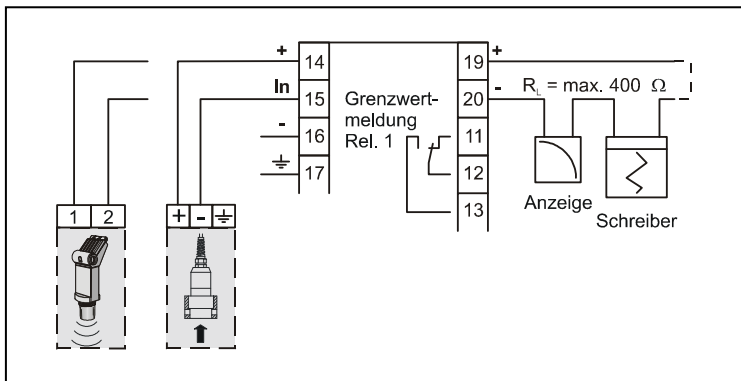 + 14
In 15
Grenzwert-
meldung
Rel. 1
- 16
17
19 +
20 -
R_L = max. 400 Ω
11
12
13
Anzeige
Schreiber
1 2
+ -